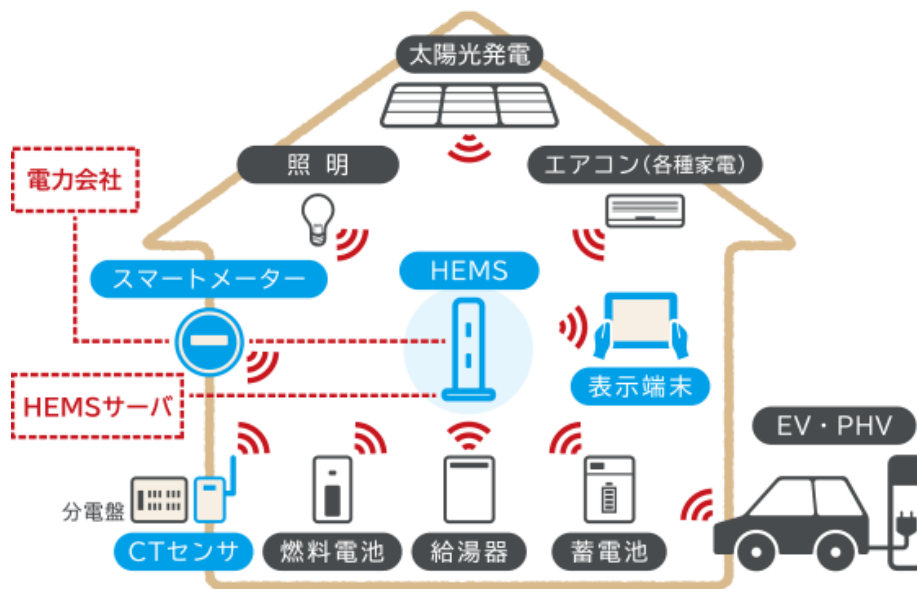 太陽光発電
照明
エアコン(各種家電)
電力会社
スマートメーター
HEMS
HEMSサーバ
表示端末
EV・PHV
分電盤
CTセンサ
燃料電池
給湯器
蓄電池